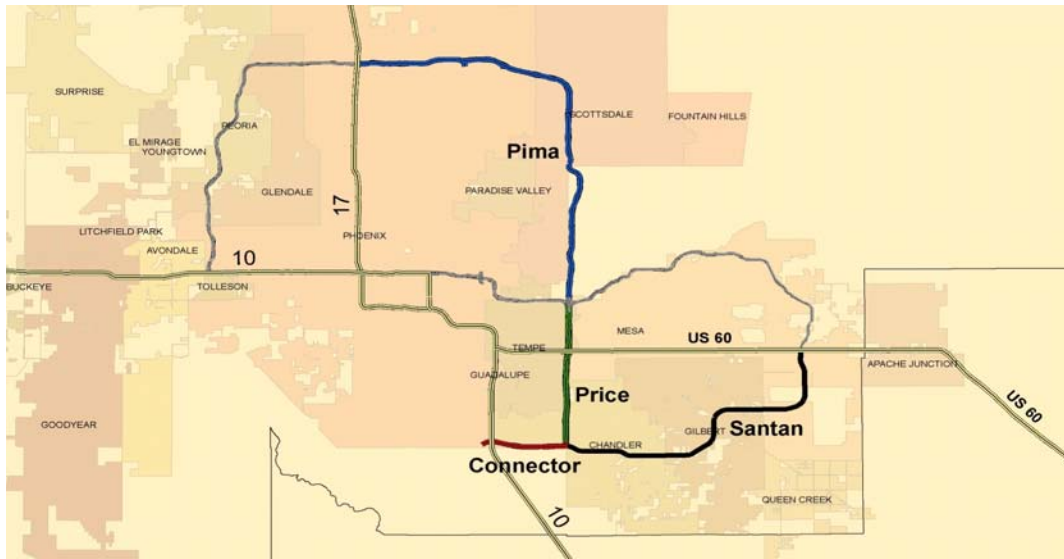 SURPRISE
SCOTTSDALE
FOUNTAIN HILLS
PEORIA
EL MIRAGE
YOUNGTOWN
Pima
GLENDALE
PARADISE VALLEY
17
LITCHFIELD PARK
PHOENIX
AVONDALE
10
BUCKEYE
TOLLESON
MESA
US 60
TEMPE
APACHE JUNCTION
GUADALUPE
Price
US 60
GOODYEAR
Santan
GILBERT
CHANDLER
Connector
QUEEN CREEK
10